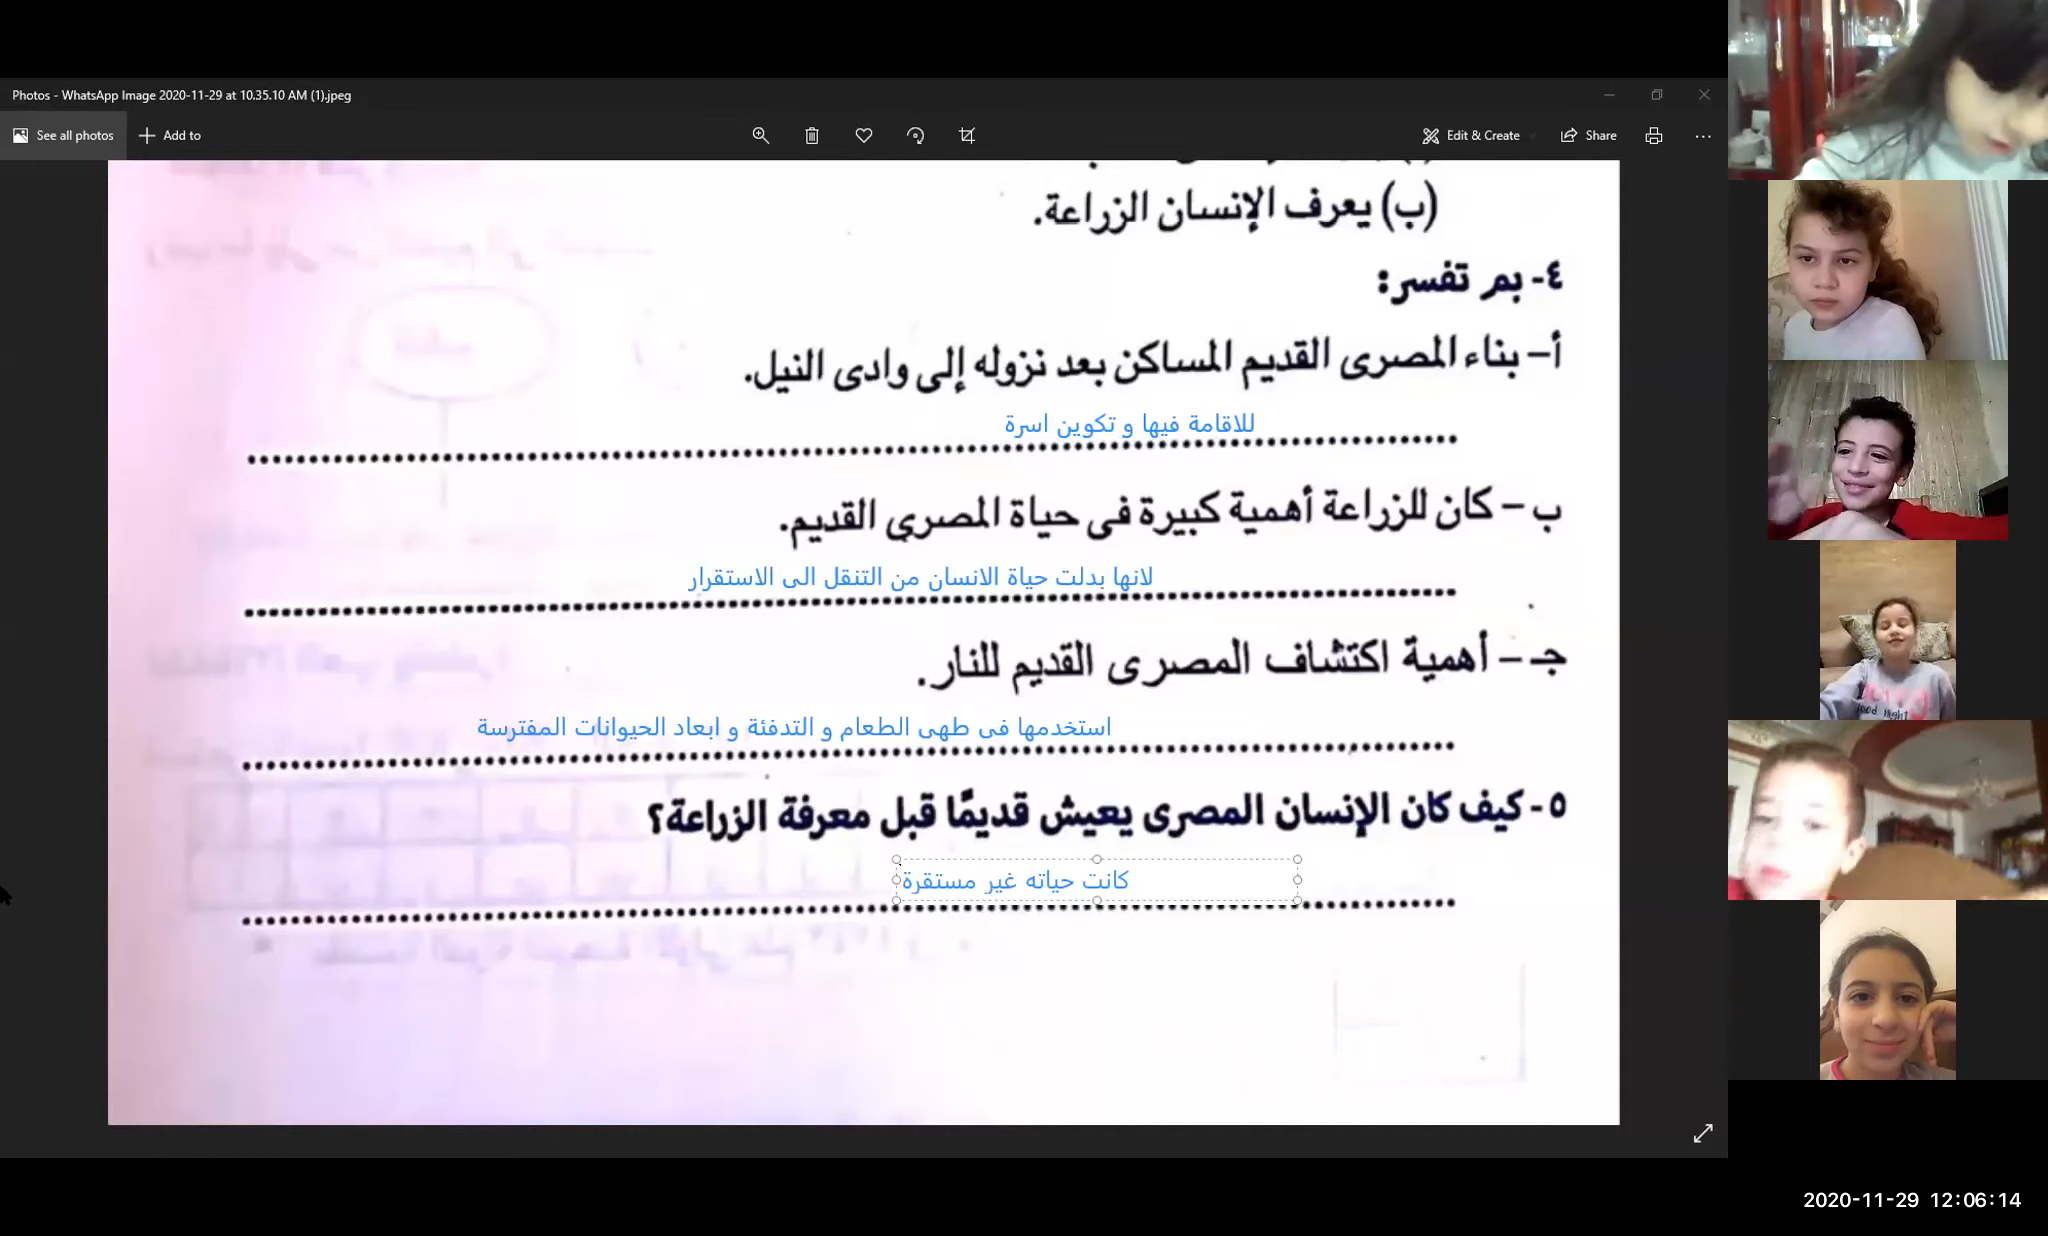 Photos - WhatsApp Image 2020-11-29 at 10.35.10 AM (1).jpeg
See all photos
Add to
Edit & Create
Share
(ب) يعرف الإنسان الزراعة.
٤- بم تفسر:
أ– بناء المصرى القديم المساكن بعد نزوله إلى وادى النيل.
للاقامة فيها و تكوين اسرة
ب – كان للزراعة أهمية كبيرة فى حياة المصري القديم.
لانها بدلت حياة الانسان من التنقل الى الاستقرار
جـ – أهمية اكتشاف المصرى القديم للنار.
استخدمها فى طهى الطعام و التدفئة و ابعاد الحيوانات المفترسة
٥- كيف كان الإنسان المصرى يعيش قديمًا قبل معرفة الزراعة؟
كانت حياته غير مستقرة
good night
2020-11-29 12:06:14